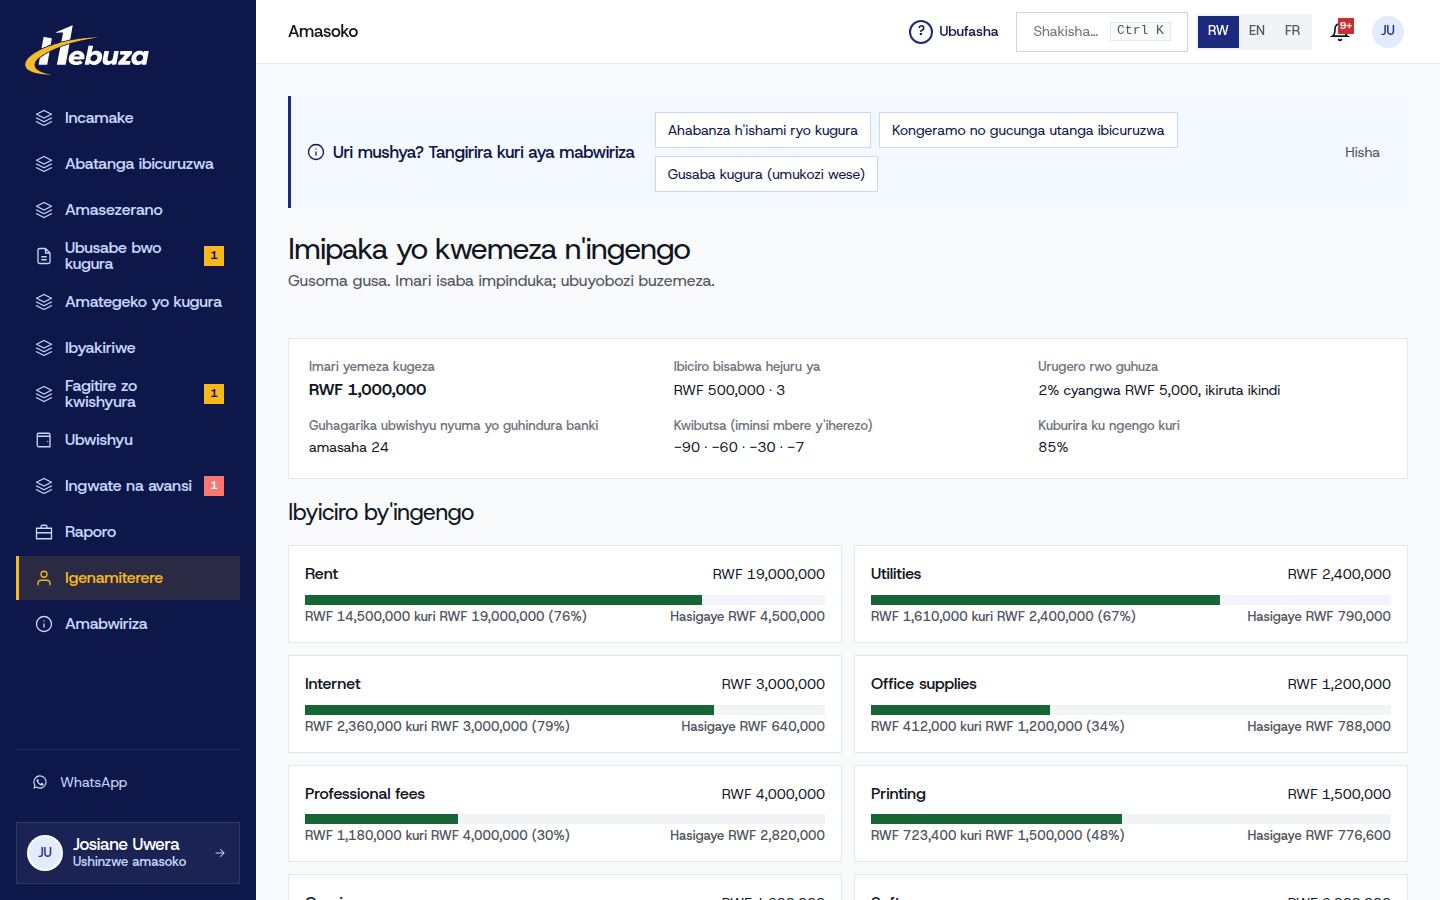 Hebuza
Incamake
Abatanga ibicuruzwa
Amasezerano
Ubusabe bwo
kugura
1
Amategeko yo kugura
Ibyakiriwe
Fagitire zo
kwishyura
1
Ubwishyu
Ingwate na avansi
1
Raporo
Igenamiterere
Amabwiriza
WhatsApp
JU
Josiane Uwera
Ushinzwe amasoko
Amasoko
? Ubufasha
Shakisha… Ctrl K
RW EN FR
9+
JU
Uri mushya? Tangirira kuri aya mabwiriza
Ahabanza h'ishami ryo kugura
Kongeramo no gucunga utanga ibicuruzwa
Gusaba kugura (umukozi wese)
Hisha
Imipaka yo kwemeza n'ingengo
Gusoma gusa. Imari isaba impinduka; ubuyobozi buzemeza.
Imari yemeza kugeza
RWF 1,000,000
Ibiciro bisabwa hejuru ya
RWF 500,000 · 3
Urugero rwo guhuza
2% cyangwa RWF 5,000, ikiruta ikindi
Guhagarika ubwishyu nyuma yo guhindura banki
amasaha 24
Kwibutsa (iminsi mbere y'iherezo)
−90 · −60 · −30 · −7
Kuburira ku ngengo kuri
85%
Ibyiciro by'ingengo
Rent RWF 19,000,000
RWF 14,500,000 kuri RWF 19,000,000 (76%) Hasigaye RWF 4,500,000
Utilities RWF 2,400,000
RWF 1,610,000 kuri RWF 2,400,000 (67%) Hasigaye RWF 790,000
Internet RWF 3,000,000
RWF 2,360,000 kuri RWF 3,000,000 (79%) Hasigaye RWF 640,000
Office supplies RWF 1,200,000
RWF 412,000 kuri RWF 1,200,000 (34%) Hasigaye RWF 788,000
Professional fees RWF 4,000,000
RWF 1,180,000 kuri RWF 4,000,000 (30%) Hasigaye RWF 2,820,000
Printing RWF 1,500,000
RWF 723,400 kuri RWF 1,500,000 (48%) Hasigaye RWF 776,600